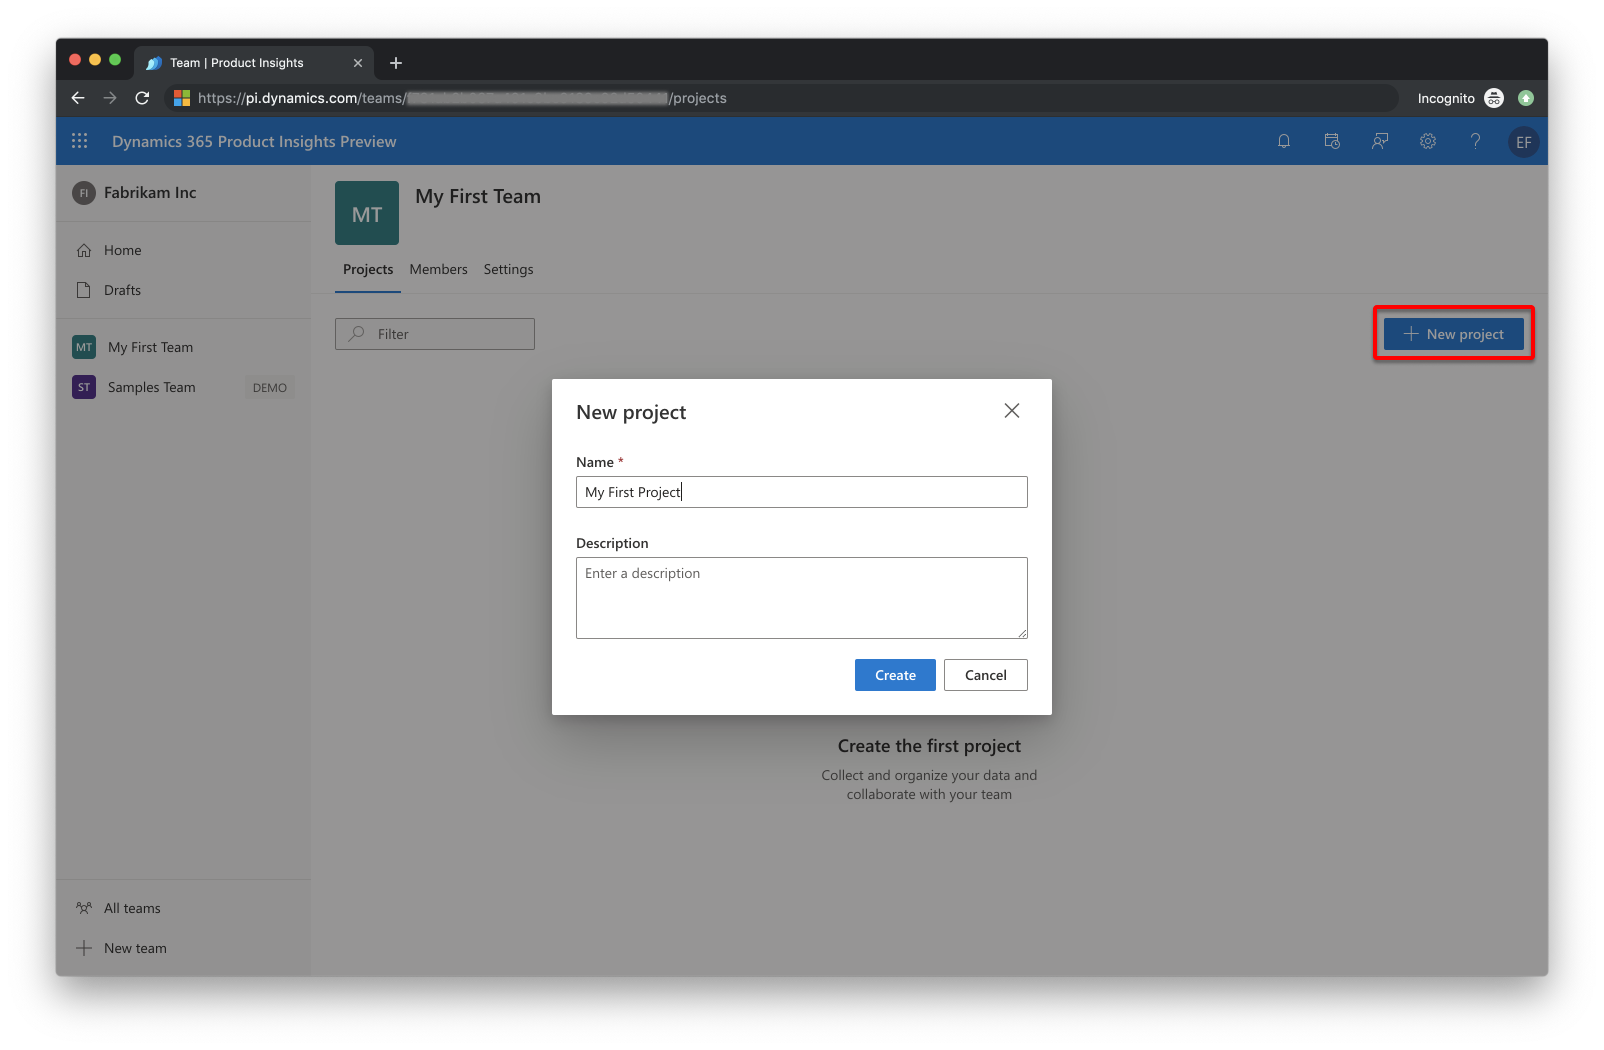 Team | Product Insights
https://pi.dynamics.com/teams/ /projects
Incognito
Dynamics 365 Product Insights Preview
EF
FI Fabrikam Inc
Home
Drafts
MT My First Team
ST Samples Team DEMO
All teams
New team
MT
My First Team
Projects Members Settings
Filter
New project
New project
Name *
My First Project
Description
Enter a description
Create Cancel
Create the first project
Collect and organize your data and
collaborate with your team